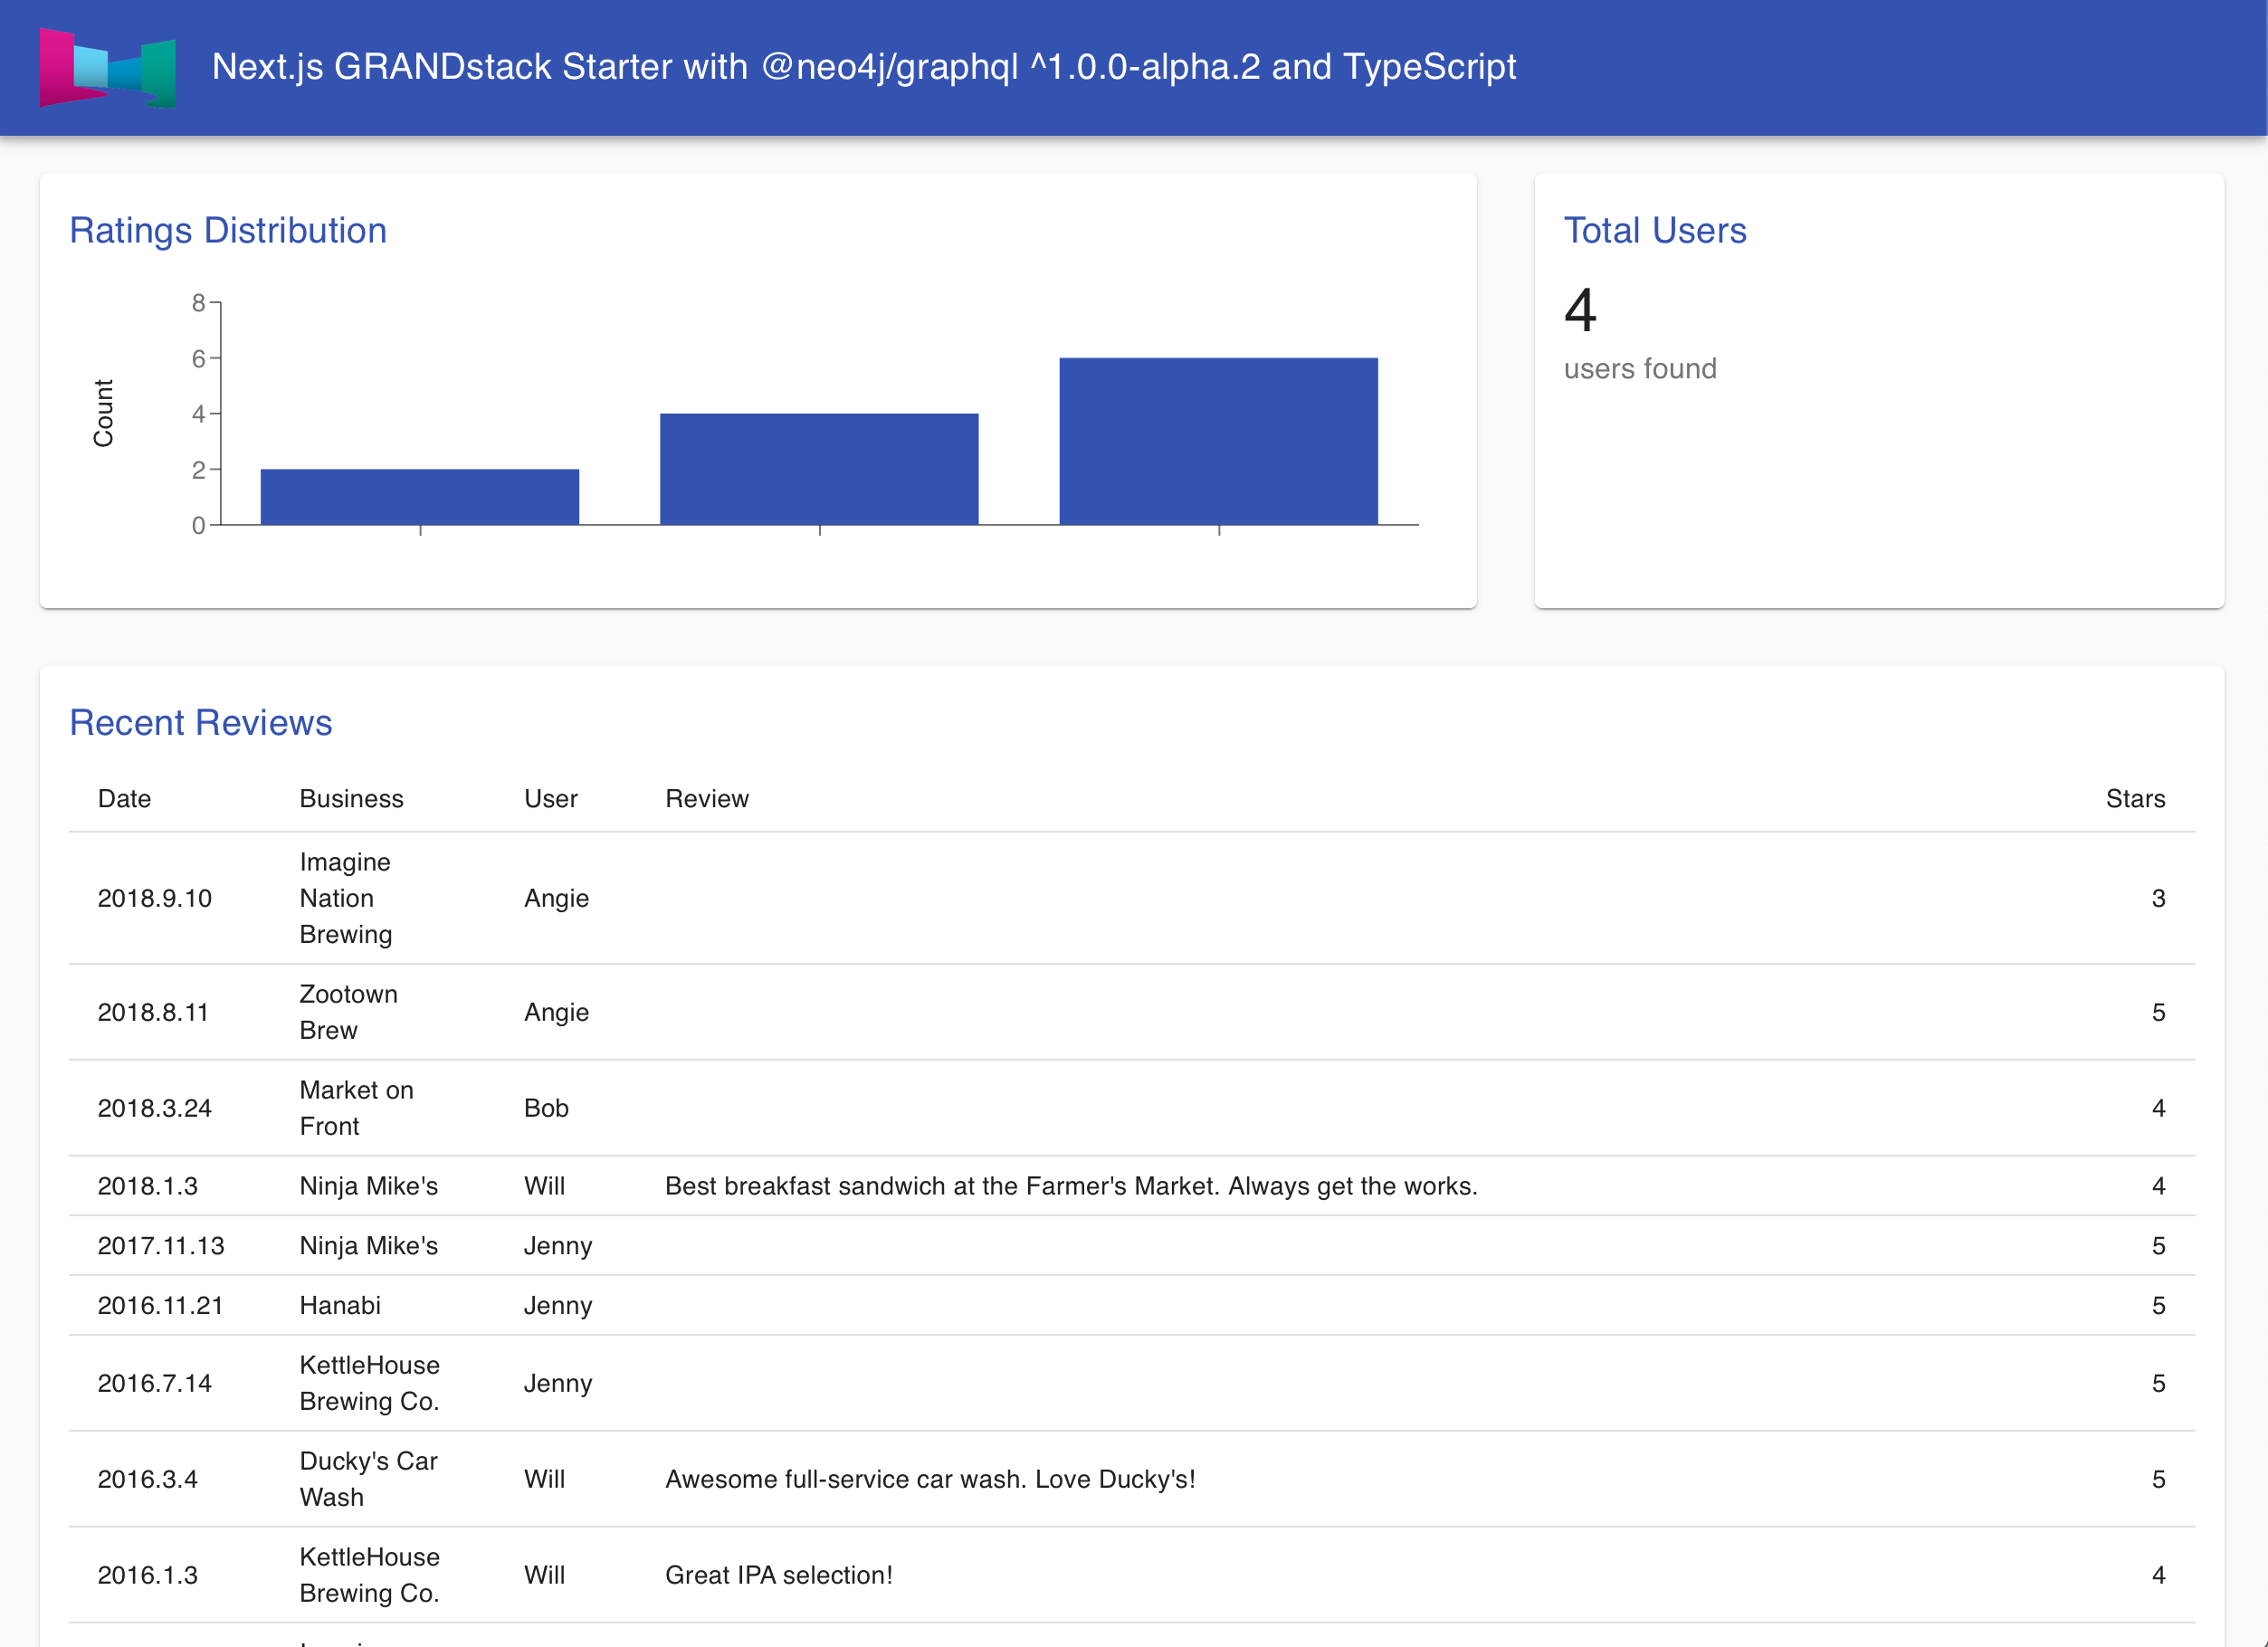 Next.js GRANDstack Starter with @neo4j/graphql ^1.0.0-alpha.2 and TypeScript
Ratings Distribution
8
6
4
2
0
Count
Total Users
4
users found
Recent Reviews
Date Business User Review Stars
2018.9.10 Imagine Nation Brewing Angie 3
2018.8.11 Zootown Brew Angie 5
2018.3.24 Market on Front Bob 4
2018.1.3 Ninja Mike's Will Best breakfast sandwich at the Farmer's Market. Always get the works. 4
2017.11.13 Ninja Mike's Jenny 5
2016.11.21 Hanabi Jenny 5
2016.7.14 KettleHouse Brewing Co. Jenny 5
2016.3.4 Ducky's Car Wash Will Awesome full-service car wash. Love Ducky's! 5
2016.1.3 KettleHouse Brewing Co. Will Great IPA selection! 4